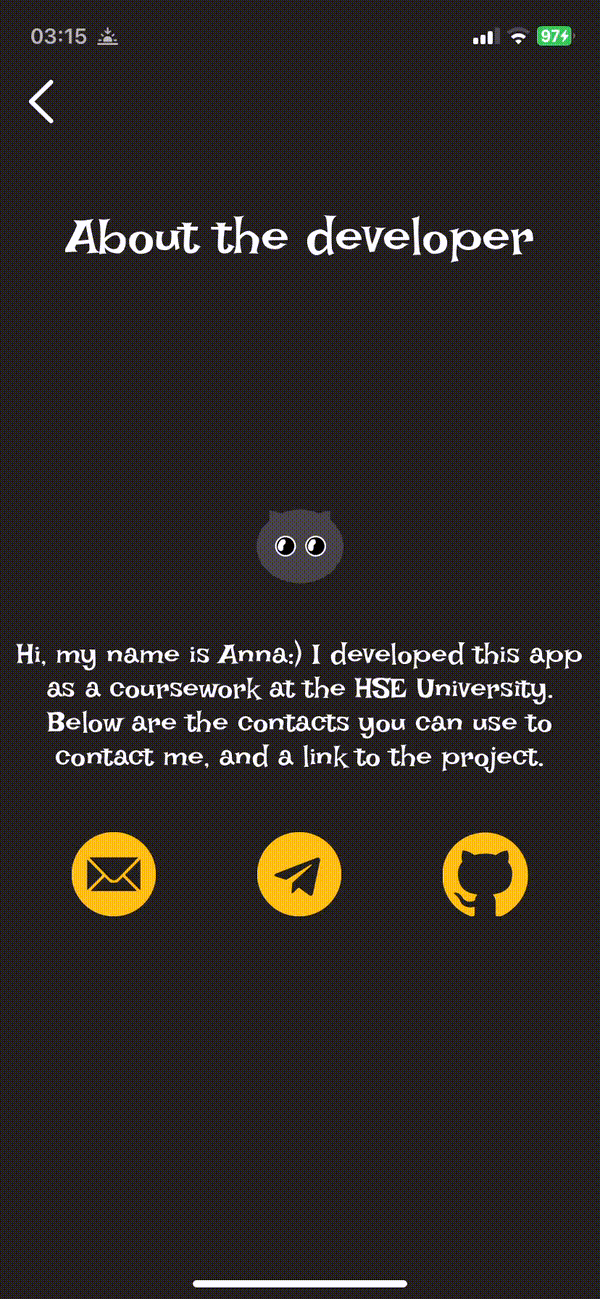 03:15
97
About the developer
Hi, my name is Anna:) I developed this app
as a coursework at the HSE University.
Below are the contacts you can use to
contact me, and a link to the project.